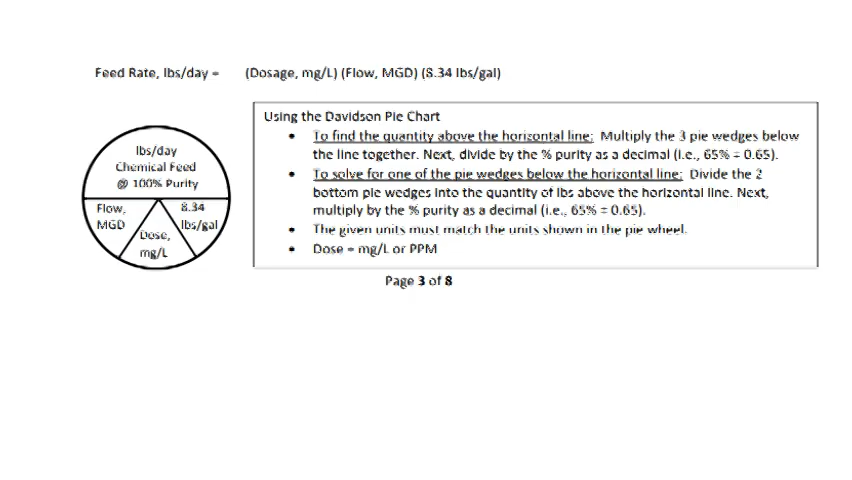 Feed Rate, lbs/day = (Dosage, mg/L) (Flow, MGD) (8.34 lbs/gal)
lbs/day
Chemical Feed
@ 100% Purity
Flow,
MGD
Dose,
mg/L
8.34
lbs/gal
Using the Davidson Pie Chart
• To find the quantity above the horizontal line: Multiply the 3 pie wedges below
the line together. Next, divide by the % purity as a decimal (i.e., 65% = 0.65).
• To solve for one of the pie wedges below the horizontal line: Divide the 2
bottom pie wedges into the quantity of lbs above the horizontal line. Next,
multiply by the % purity as a decimal (i.e., 65% = 0.65).
• The given units must match the units shown in the pie wheel.
• Dose = mg/L or PPM
Page 3 of 8